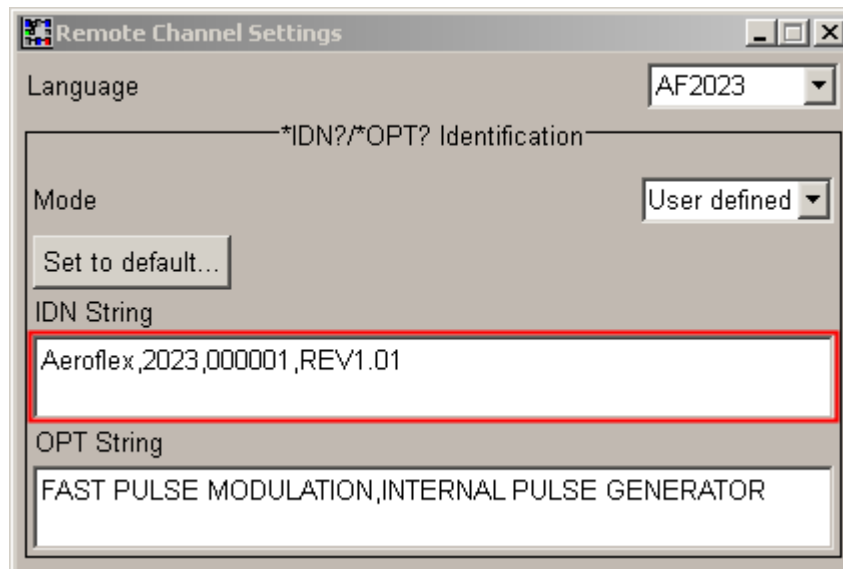 Remote Channel Settings
Language
AF2023
*IDN?/*OPT? Identification
Mode
User defined
Set to default...
IDN String
Aeroflex,2023,000001,REV1.01
OPT String
FAST PULSE MODULATION,INTERNAL PULSE GENERATOR